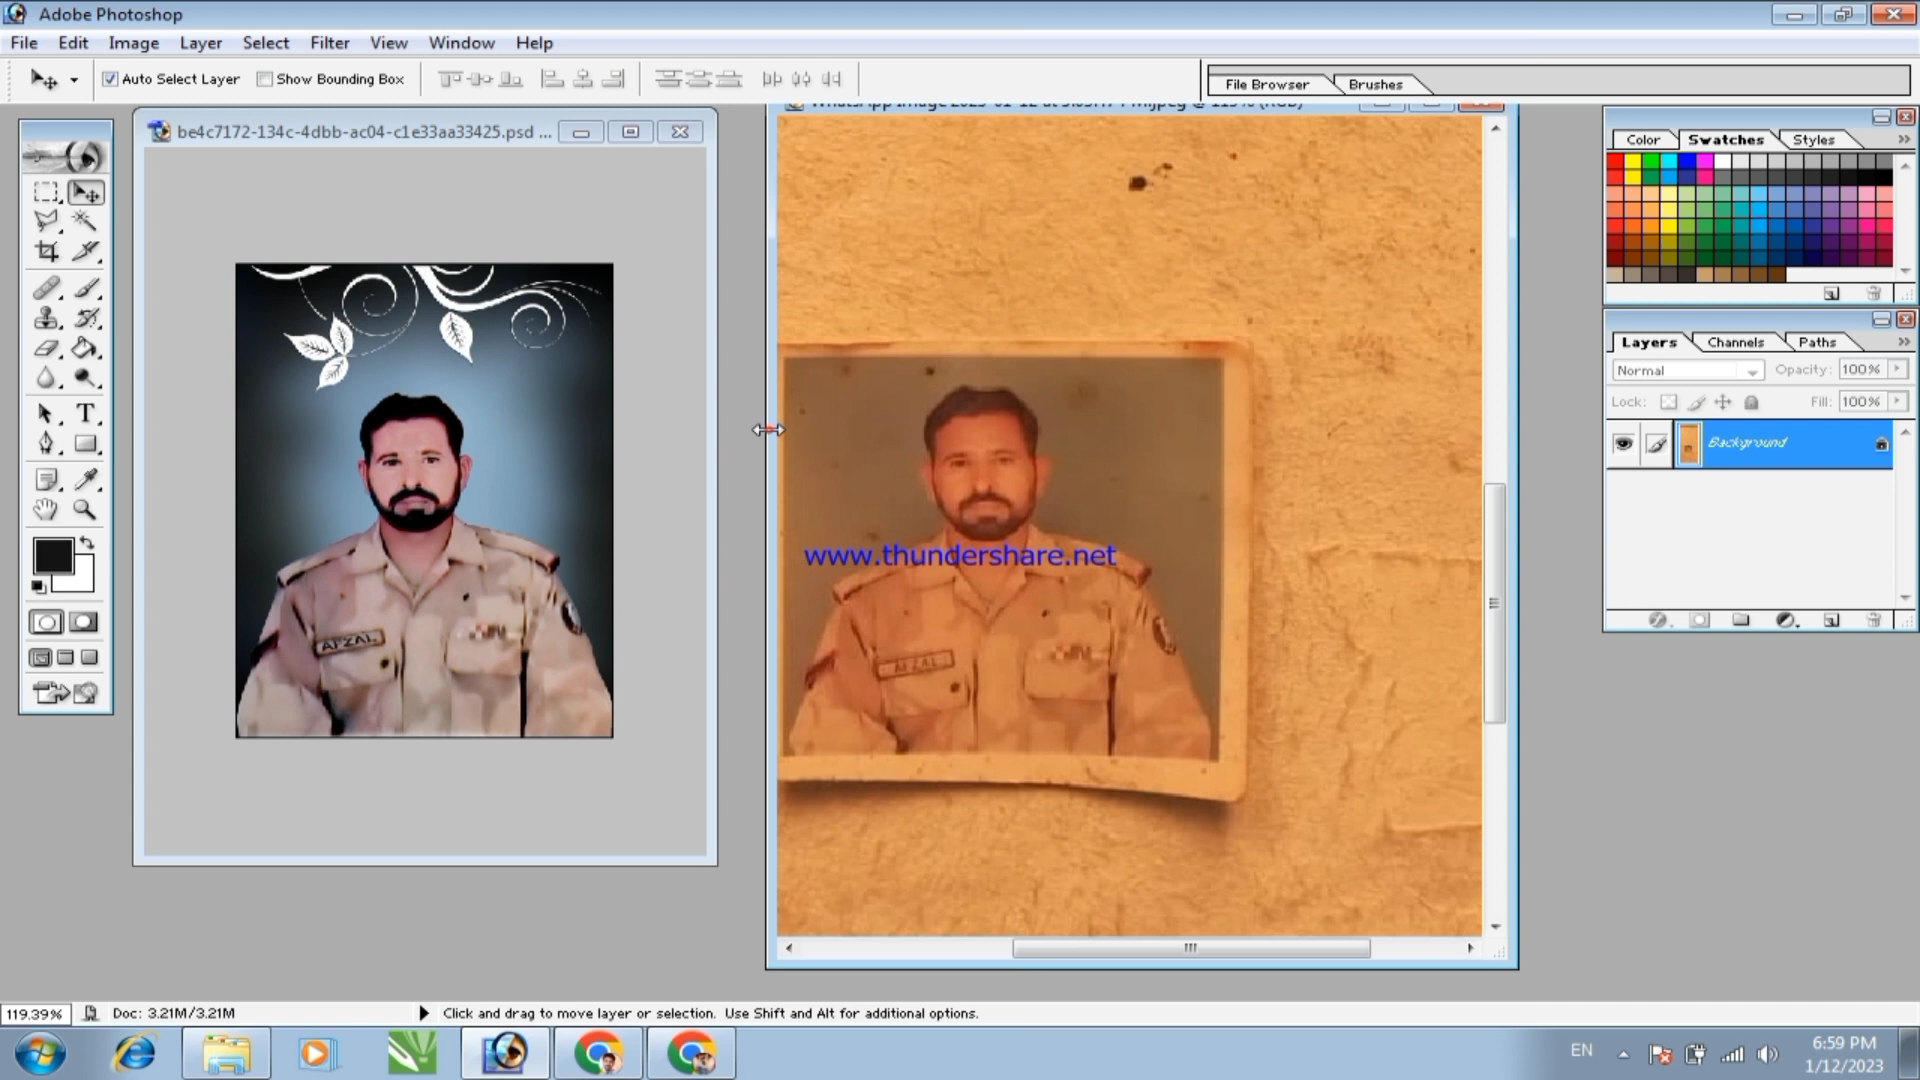 Adobe Photoshop
File Edit Image Layer Select Filter View Window Help
Auto Select Layer Show Bounding Box
File Browser Brushes
be4c7172-134c-4dbb-ac04-c1e33aa33425.psd ...
Color Swatches Styles
Layers Channels Paths
Normal Opacity: 100%
Lock: Fill: 100%
Background
www.thundershare.net
AFZAL
AFZAL
119.39% Doc: 3.21M/3.21M Click and drag to move layer or selection. Use Shift and Alt for additional options.
EN
6:59 PM
1/12/2023